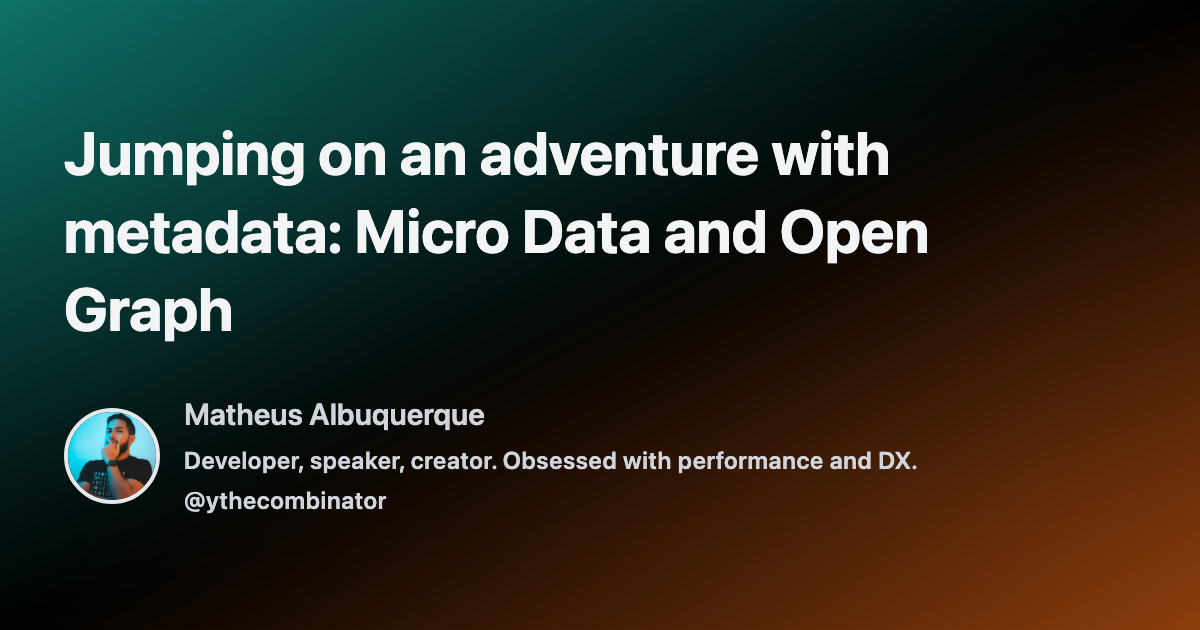 Jumping on an adventure with
metadata: Micro Data and Open
Graph
Matheus Albuquerque
Developer, speaker, creator. Obsessed with performance and DX.
@ythecombinator